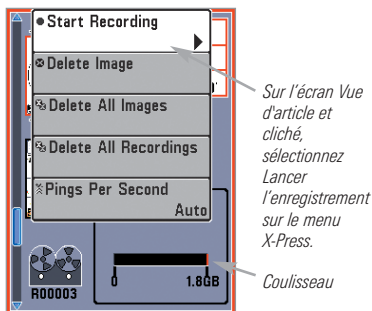 Start Recording
Delete Image
Delete All Images
Delete All Recordings
Pings Per Second
Auto
R00003
0
1.8GB
Sur l'écran Vue
d'article et
cliché,
sélectionnez
Lancer
l'enregistrement
sur le menu
X-Press.
Coulisseau